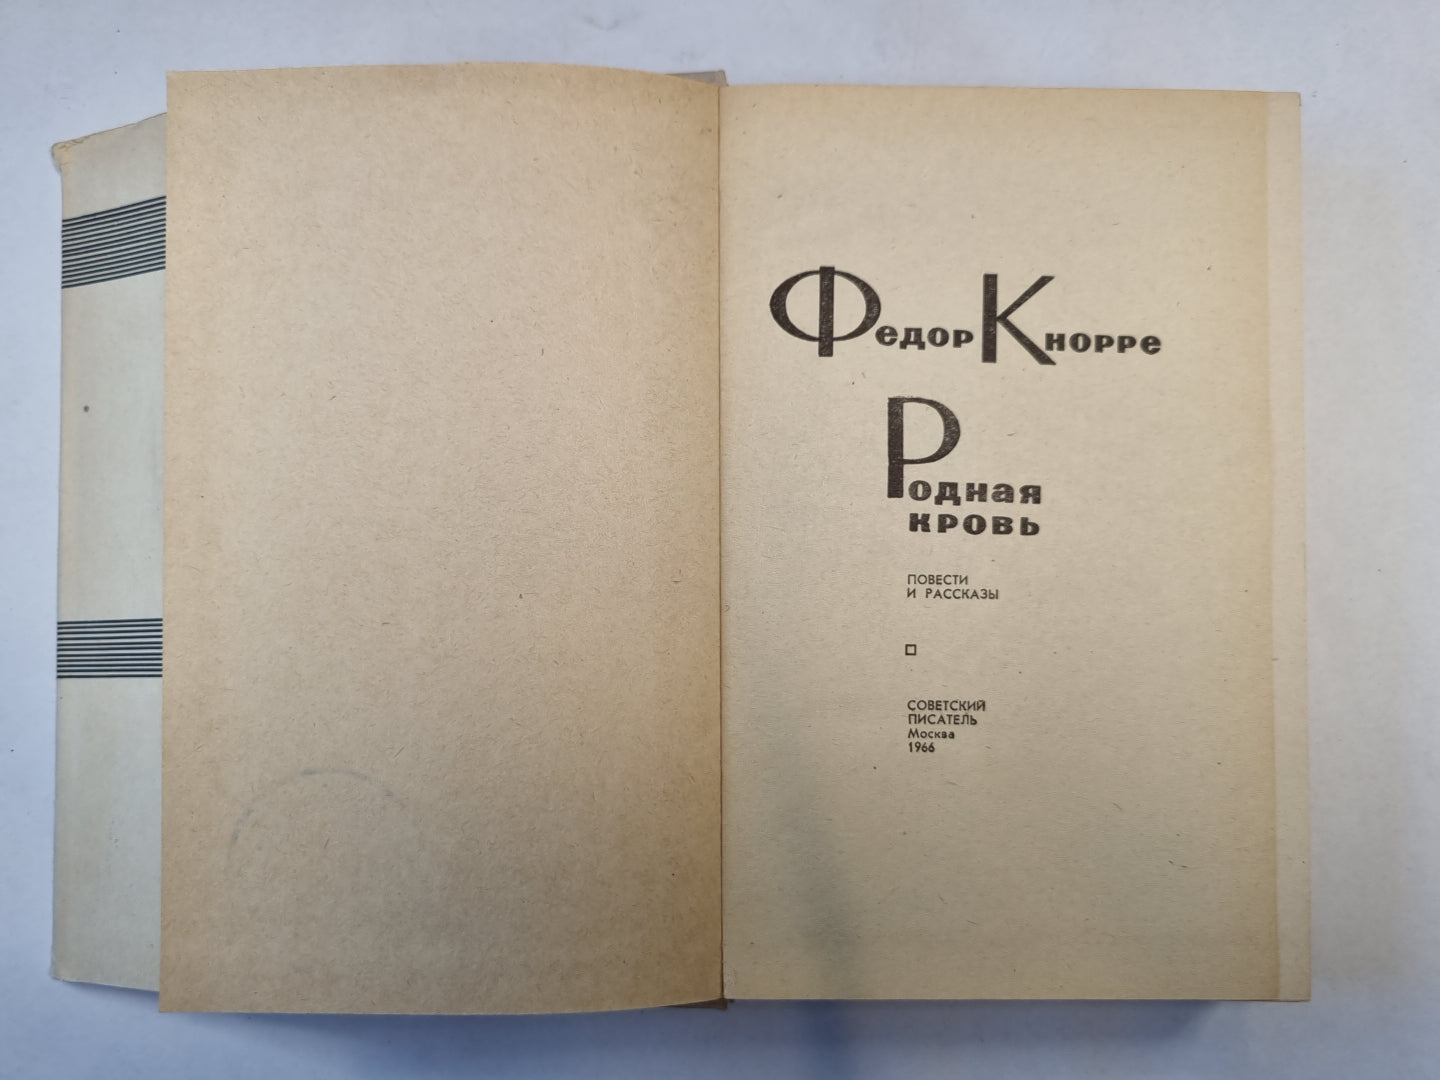 Федор Кнорре
Родная
кровь
ПОВЕСТИ
И РАССКАЗЫ
СОВЕТСКИЙ
ПИСАТЕЛЬ
Москва
1966